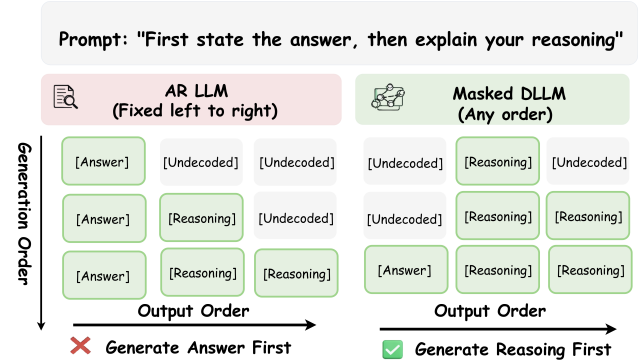 Prompt: "First state the answer, then explain your reasoning"
AR LLM
(Fixed left to right)
Masked DLLM
(Any order)
Generation Order
[Answer] [Undecoded] [Undecoded]
[Answer] [Reasoning] [Undecoded]
[Answer] [Reasoning] [Reasoning]
Output Order
❌ Generate Answer First
[Undecoded] [Reasoning] [Undecoded]
[Undecoded] [Reasoning] [Reasoning]
[Answer] [Reasoning] [Reasoning]
Output Order
✅ Generate Reasoing First